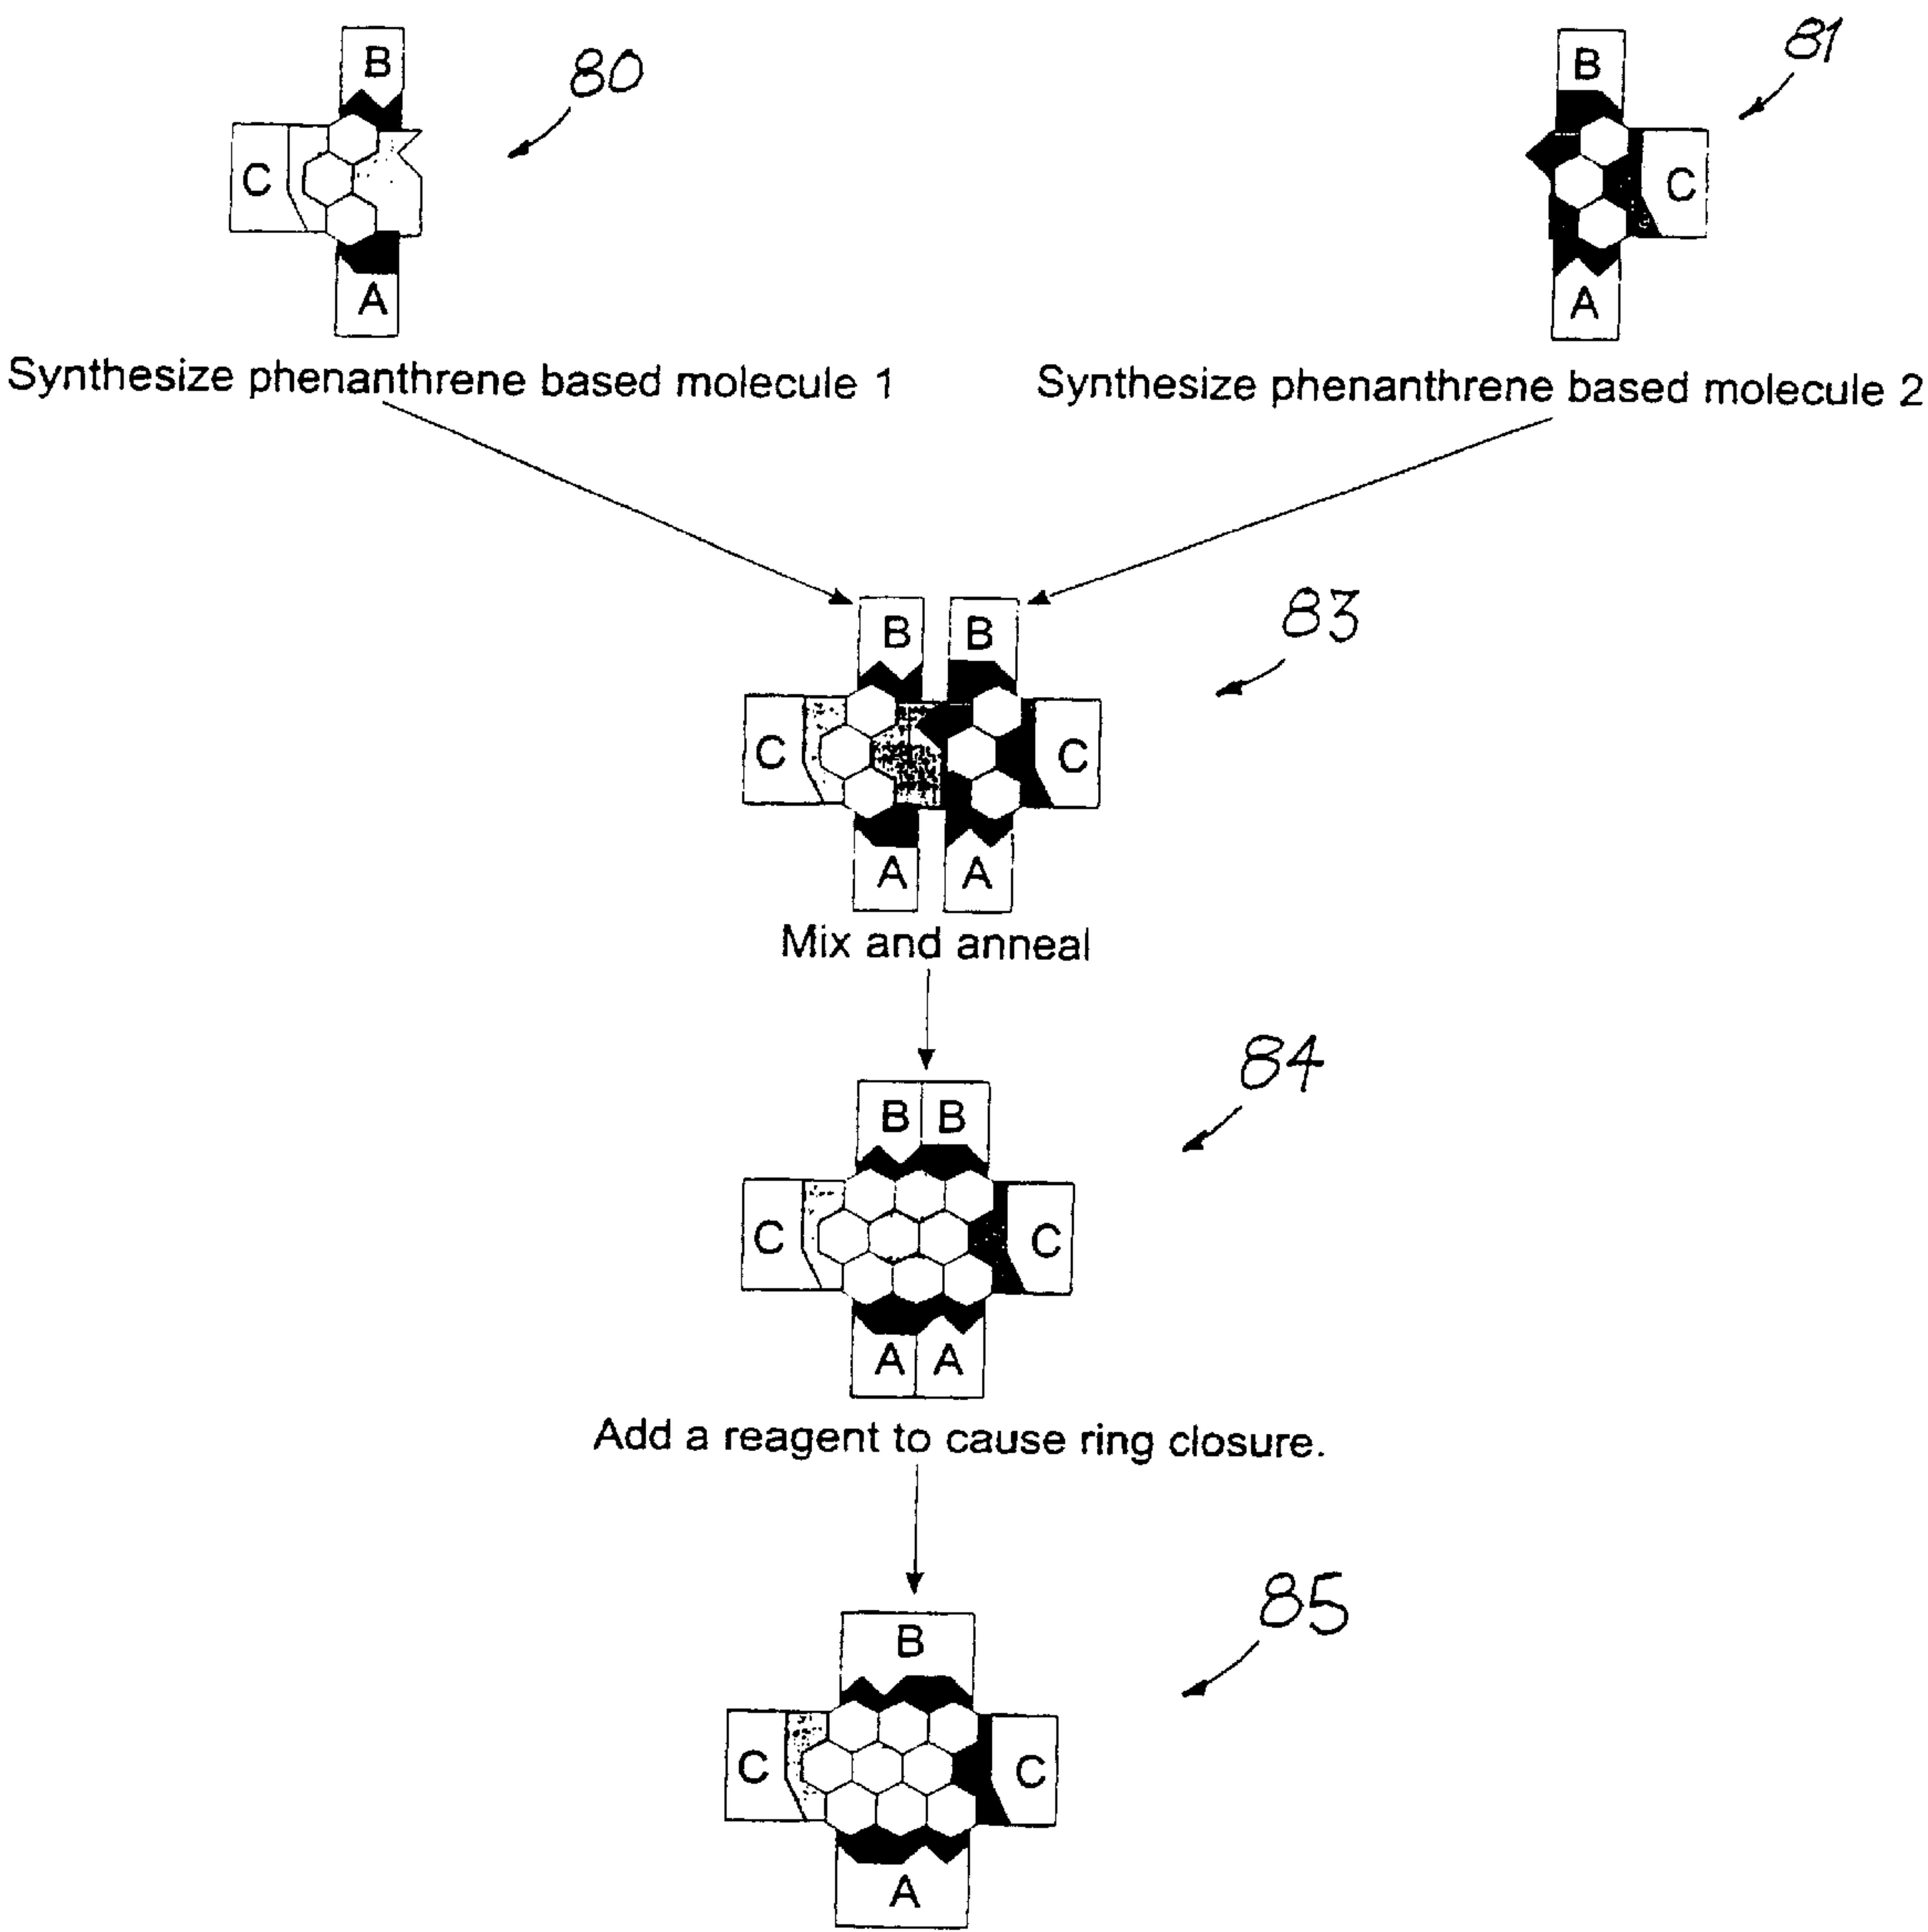 B
80
C
A
B
81
C
A
Synthesize phenanthrene based molecule 1
Synthesize phenanthrene based molecule 2
B B
83
C C
A A
Mix and anneal
B B
84
C C
A A
Add a reagent to cause ring closure.
B
85
C C
A